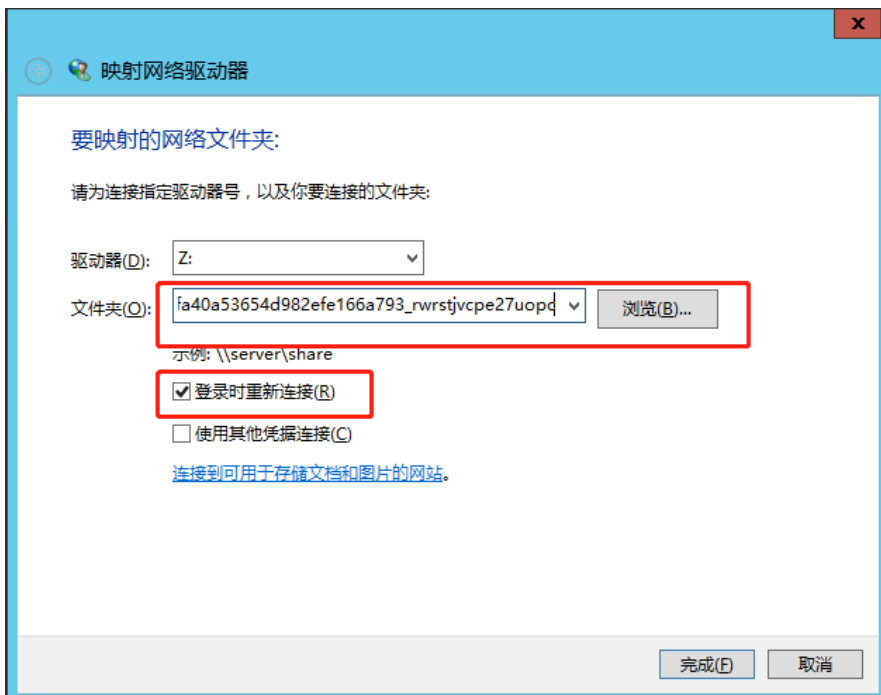 x
映射网络驱动器
要映射的网络文件夹:
请为连接指定驱动器号，以及你要连接的文件夹:
驱动器(D): Z:
文件夹(O): fa40a53654d982efe166a793_rwrstjvcpe27uopq 浏览(B)...
示例: \\server\share
登录时重新连接(R)
使用其他凭据连接(C)
连接到可用于存储文档和图片的网站。
完成(F) 取消